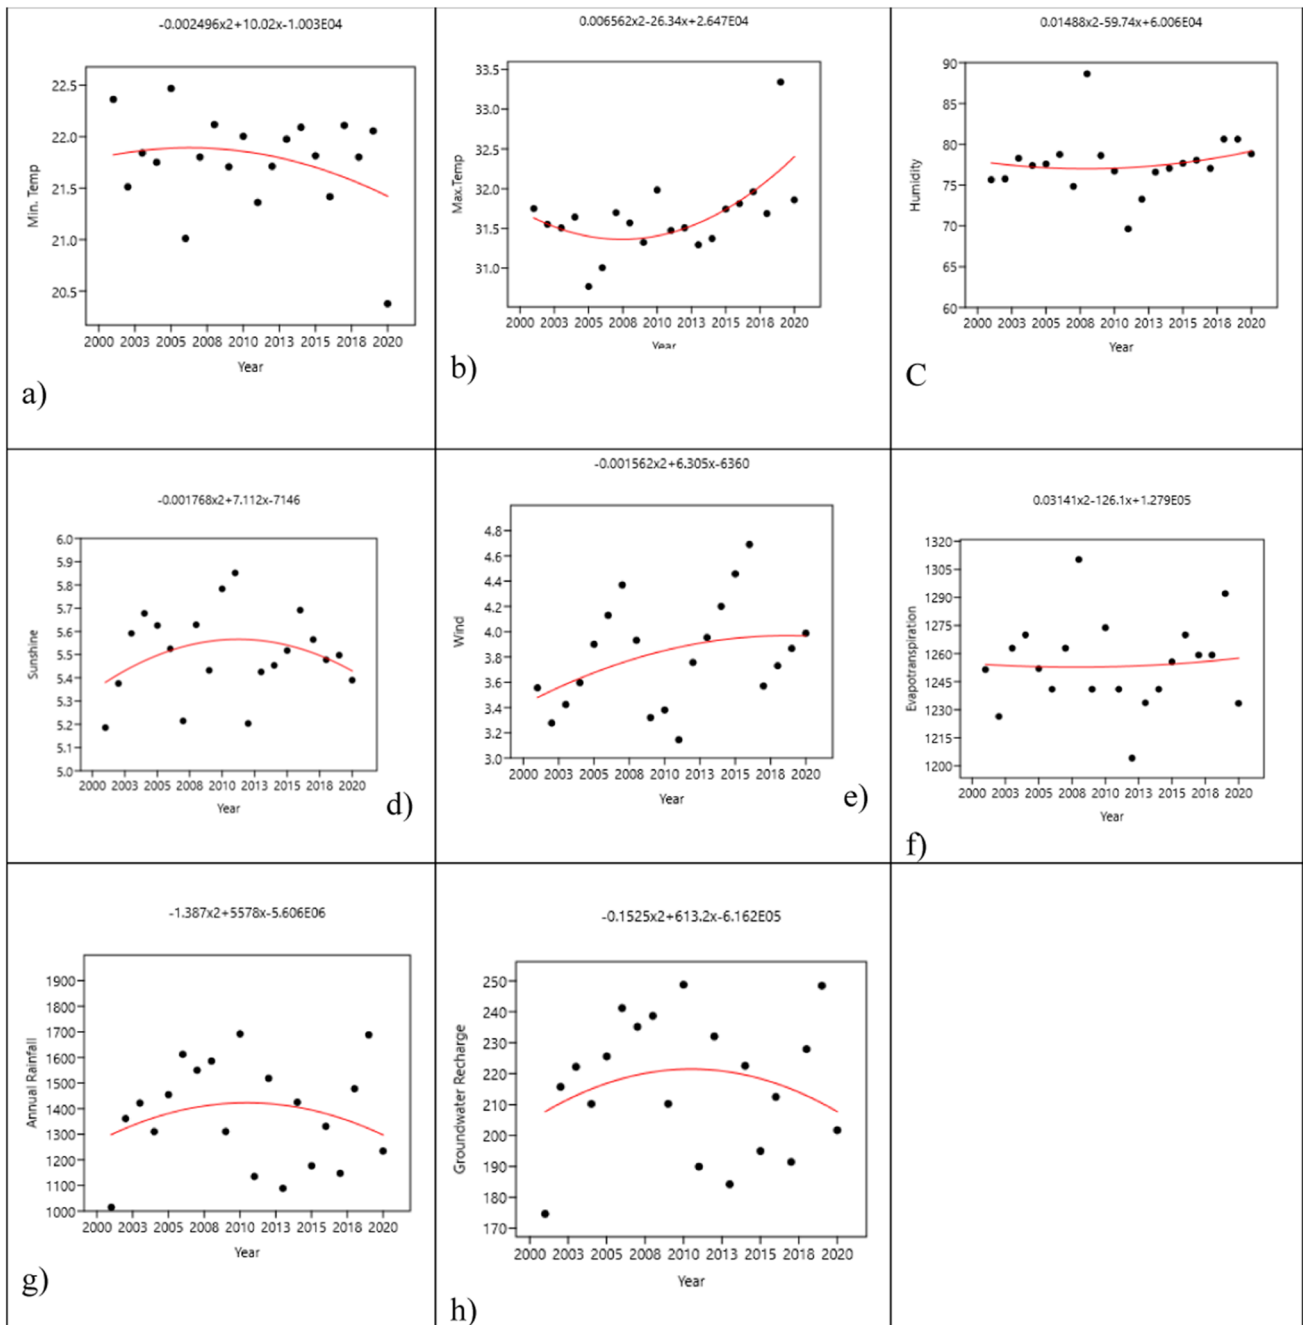 -0.002496x2+10.02x-1.003E04
Min. Temp
22.5
22.0
21.5
21.0
20.5
2000 2003 2005 2008 2010 2013 2015 2018 2020
Year
a)
0.006562x2-26.34x+2.647E04
Max.Temp
33.5
33.0
32.5
32.0
31.5
31.0
2000 2003 2005 2008 2010 2013 2015 2018 2020
Year
b)
0.01488x2-59.74x+6.006E04
Humidity
90
85
80
75
70
65
60
2000 2003 2005 2008 2010 2013 2015 2018 2020
Year
C
-0.001768x2+7.112x-7146
Sunshine
6.0
5.9
5.8
5.7
5.6
5.5
5.4
5.3
5.2
5.1
5.0
2000 2003 2005 2008 2010 2013 2015 2018 2020
Year
d)
-0.001562x2+6.305x-6360
Wind
4.8
4.6
4.4
4.2
4.0
3.8
3.6
3.4
3.2
3.0
2000 2003 2005 2008 2010 2013 2015 2018 2020
Year
e)
0.03141x2-126.1x+1.279E05
Evapotranspiration
1320
1305
1290
1275
1260
1245
1230
1215
1200
2000 2003 2005 2008 2010 2013 2015 2018 2020
Year
f)
-1.387x2+5578x-5.606E06
Annual Rainfall
1900
1800
1700
1600
1500
1400
1300
1200
1100
1000
2000 2003 2005 2008 2010 2013 2015 2018 2020
Year
g)
-0.1525x2+613.2x-6.162E05
Groundwater Recharge
250
240
230
220
210
200
190
180
170
2000 2003 2005 2008 2010 2013 2015 2018 2020
Year
h)